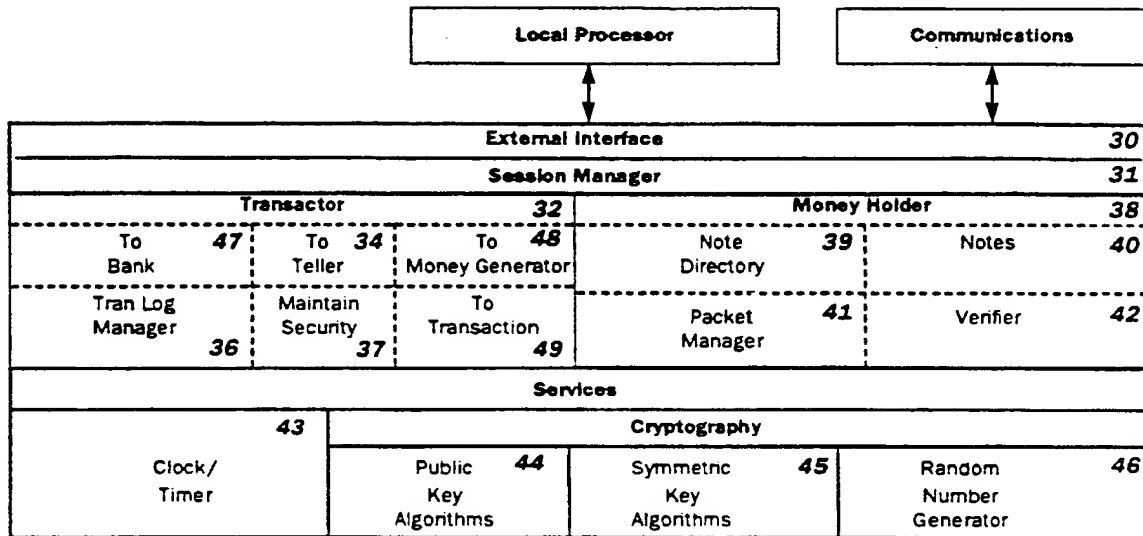 Local Processor Communications
External Interface 30
Session Manager 31
Transactor 32 Money Holder 38
To 47 To 34 To 48 Note 39 Notes 40
Bank Teller Money Generator Directory
Tran Log Maintain To Packet 41 Verifier 42
Manager Security Transaction Manager
36 37 49
Services
43 Cryptography
Clock/ Public 44 Symmetric 45 Random 46
Timer Key Key Number
Algorithms Algorithms Generator